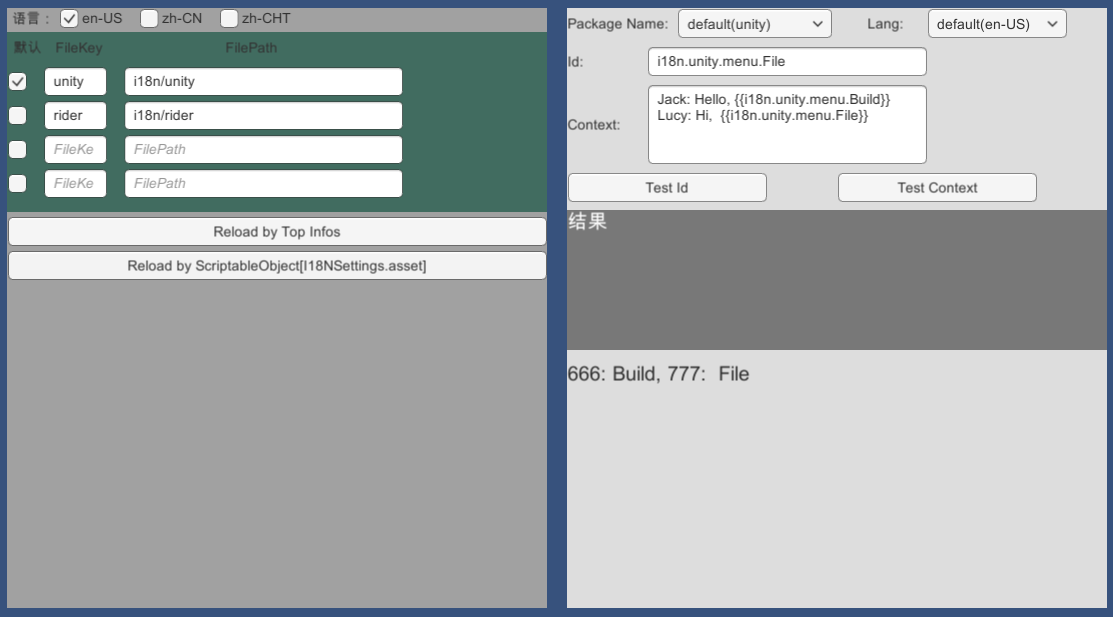 语言： en-US zh-CN zh-CHT
默认 FileKey FilePath
unity i18n/unity
rider i18n/rider
FileKe FilePath
FileKe FilePath
Reload by Top Infos
Reload by ScriptableObject[I18NSettings.asset]
Package Name: default(unity) Lang: default(en-US)
Id: i18n.unity.menu.File
Context:
Jack: Hello, {{i18n.unity.menu.Build}}
Lucy: Hi,  {{i18n.unity.menu.File}}
Test Id Test Context
结果
666: Build, 777:  File